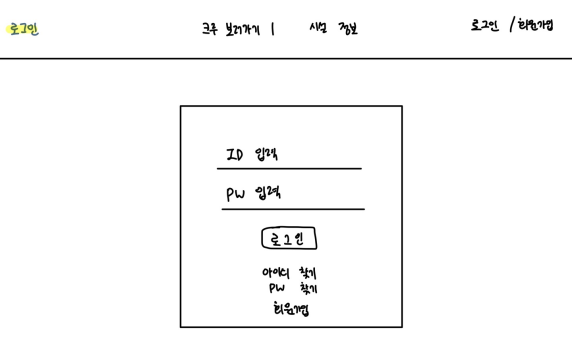 로그인
크루 보러가기 | 시설 정보
로그인 / 회원가입
ID 입력
PW 입력
로그인
아이디 찾기
PW 찾기
회원가입